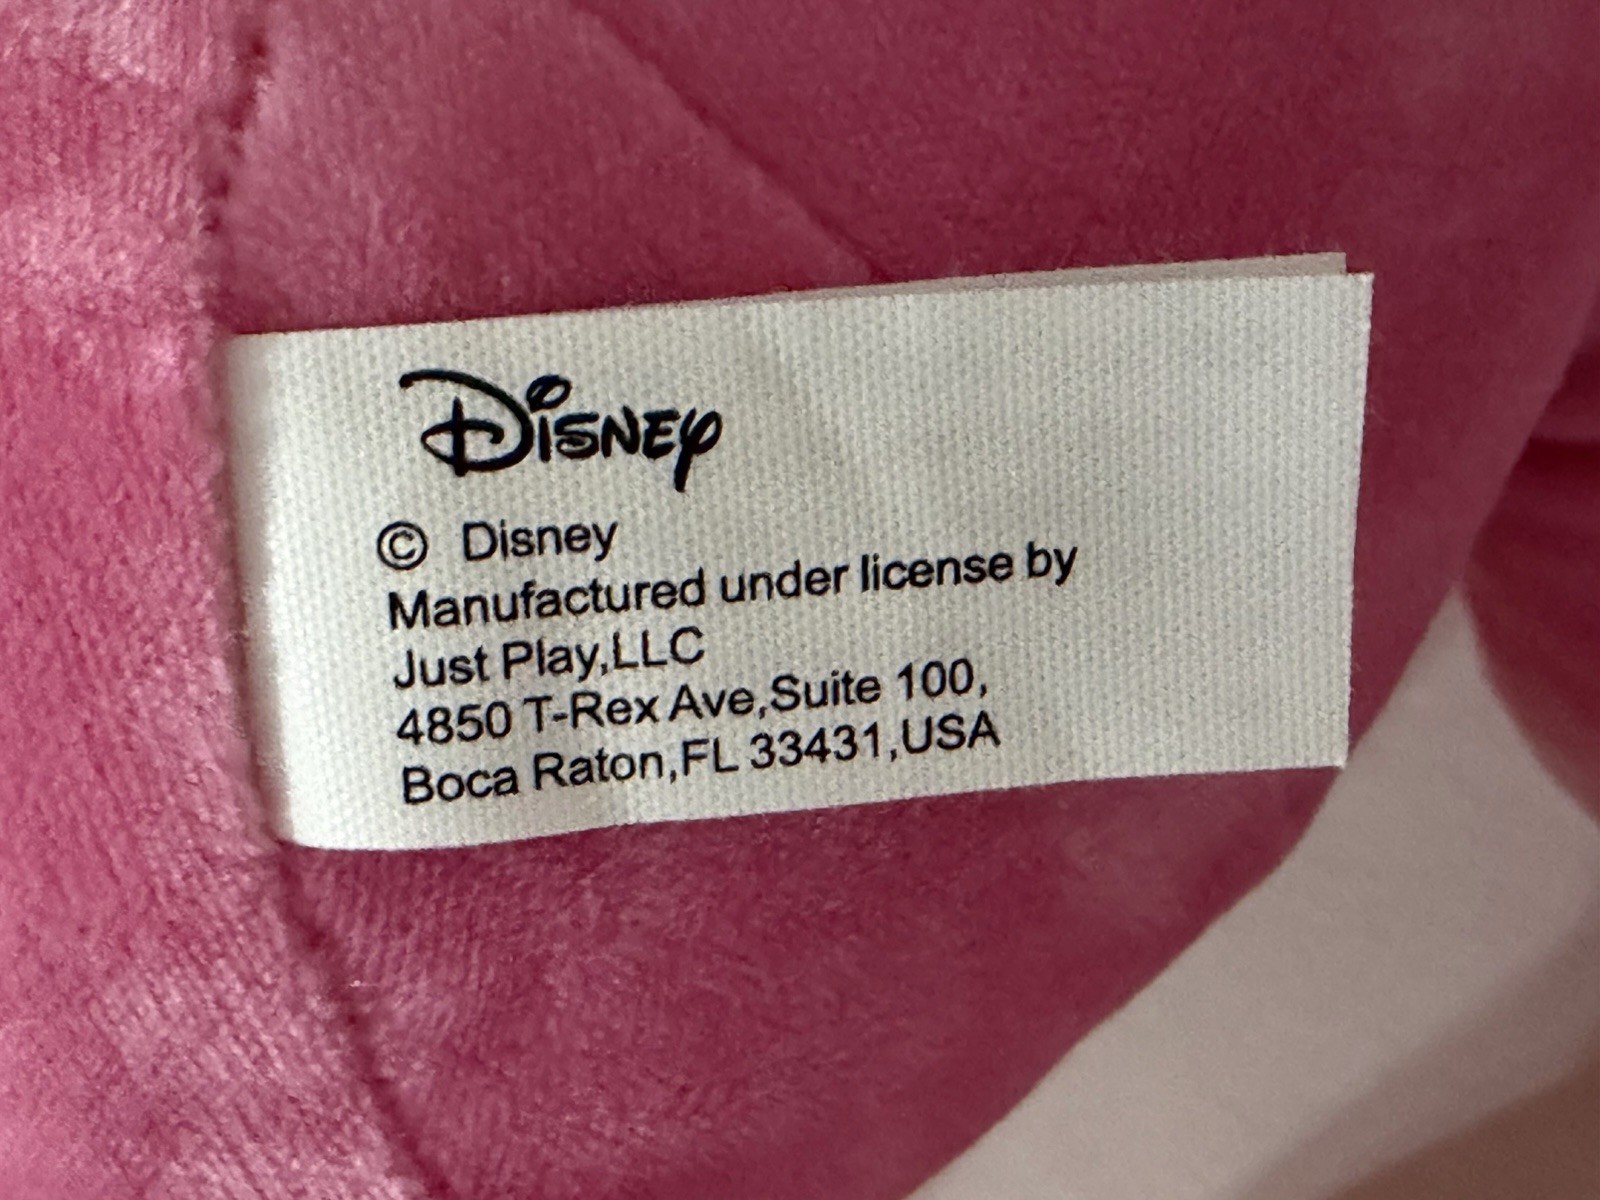 Disney
© Disney
Manufactured under license by
Just Play,LLC
4850 T-Rex Ave,Suite 100,
Boca Raton,FL 33431,USA